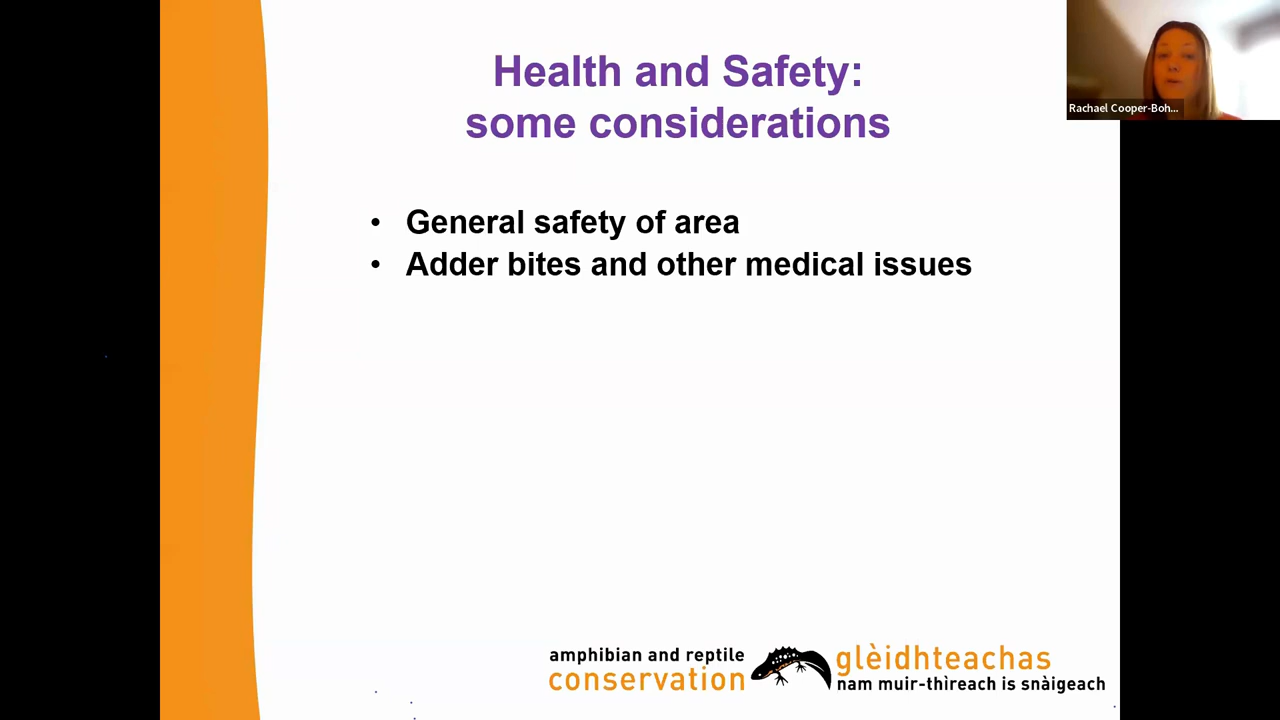 Health and Safety:
some considerations
Rachael Cooper-Boh...
• General safety of area
• Adder bites and other medical issues
amphibian and reptile
conservation
glèidhteachas
nam muir-thìreach is snàigeach